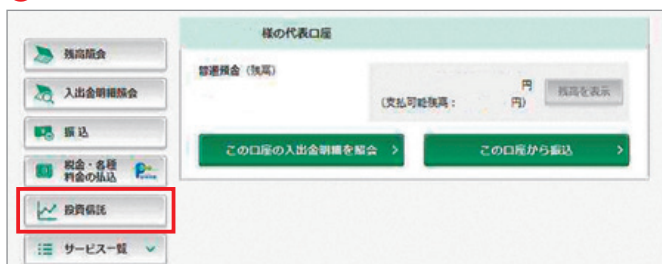 残高照会
入出金明細照会
振込
税金・各種
料金の払込
投資信託
サービス一覧
様の代表口座
普通預金（残高）
円
（支払可能残高： 円）
残高を表示
この口座の入出金明細を照会
この口座から振込